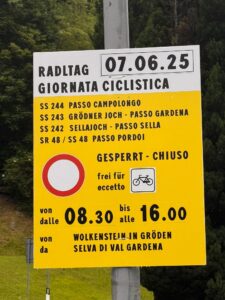 RADLTAG 07.06.25
GIORNATA CICLISTICA
SS 244 PASSO CAMPOLONGO
SS 243 GRÖDNER JOCH - PASSO GARDENA
SS 242 SELLAJOCH - PASSO SELLA
SR 48 / SS 48 PASSO PORDOI
GESPERRT - CHIUSO
frei für
eccetto
von bis
dalle 08.30 alle 16.00
von WOLKENSTEIN IN GRÖDEN
da SELVA DI VAL GARDENA